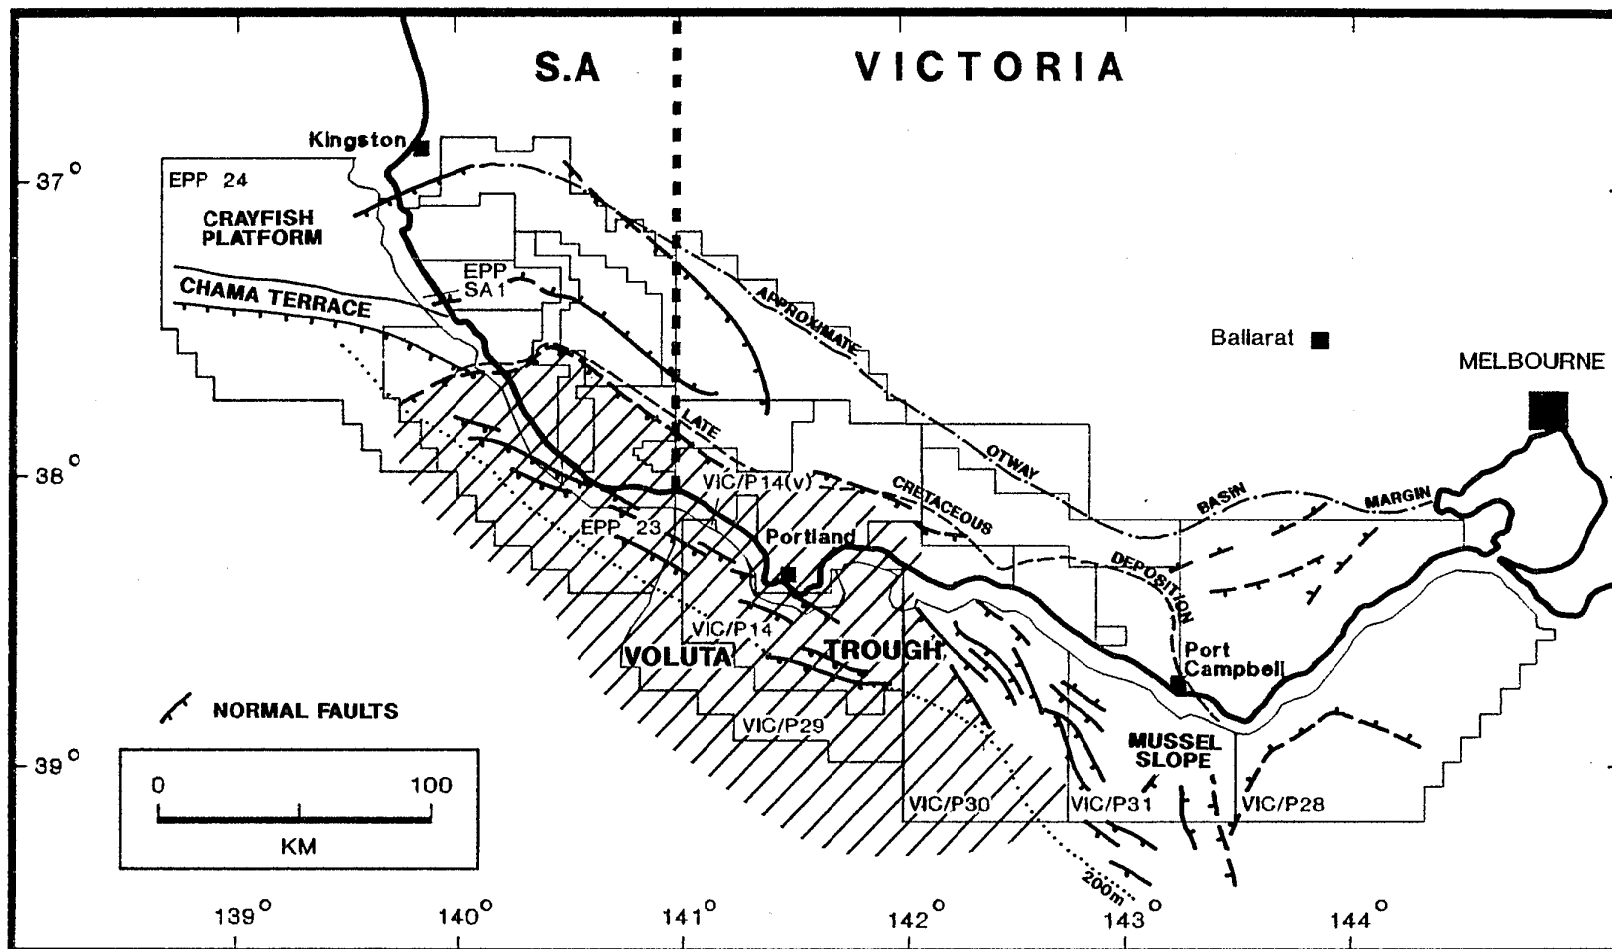 S.A
VICTORIA
Kingston
37°
EPP 24
CRAYFISH
PLATFORM
EPP
SA1
CHAMA TERRACE
APPROXIMATE
Ballarat
MELBOURNE
LATE
38°
OTWAY
BASIN
MARGIN
VIC/P14(v)
CRETACEOUS
EPP 23
Portland
DEPOSITION
VIC/P14
VOLUTA
TROUGH
Port
Campbell
NORMAL FAULTS
VIC/P29
MUSSEL
SLOPE
39°
0
100
KM
VIC/P30
VIC/P31
VIC/P28
200m
139°
140°
141°
142°
143°
144°